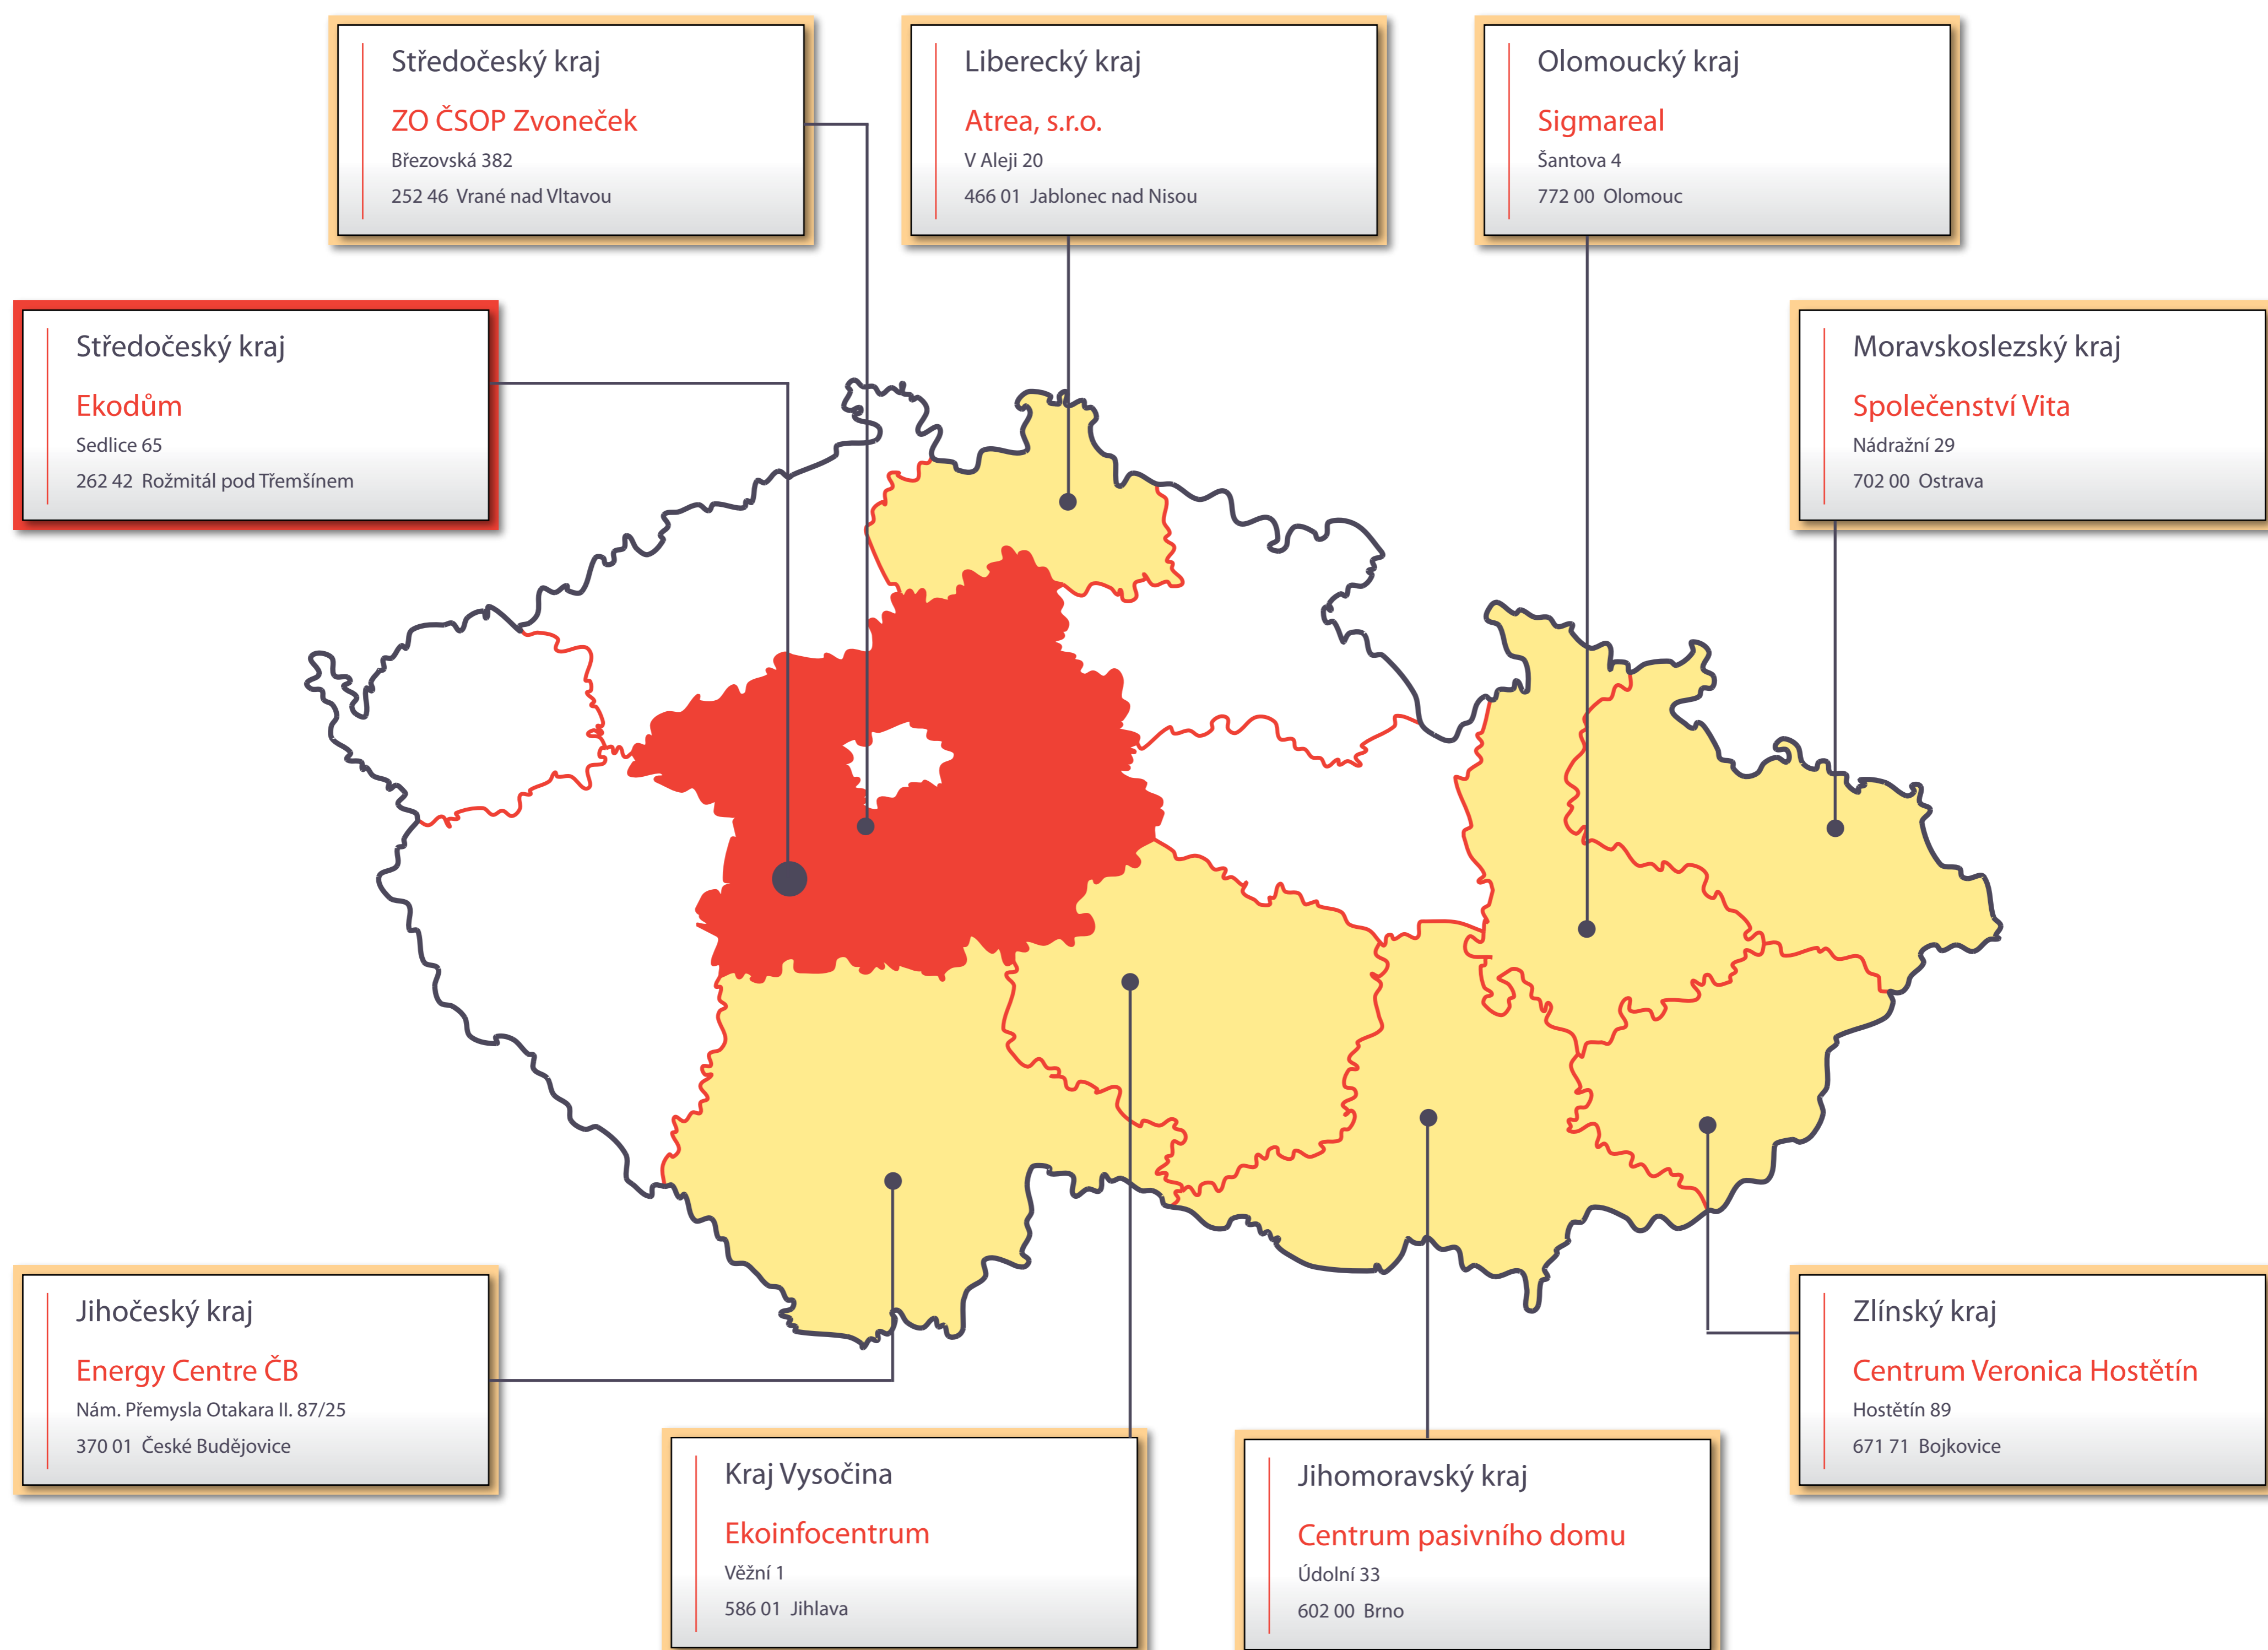 Středočeský kraj
ZO ČSOP Zvoneček
Březovská 382
252 46 Vrané nad Vltavou
Liberecký kraj
Atrea, s.r.o.
V Aleji 20
466 01 Jablonec nad Nisou
Olomoucký kraj
Sigmareal
Šantova 4
772 00 Olomouc
Středočeský kraj
Ekodům
Sedlice 65
262 42 Rožmitál pod Třemšínem
Moravskoslezský kraj
Společenství Vita
Nádražní 29
702 00 Ostrava
Jihočeský kraj
Energy Centre ČB
Nám. Přemysla Otakara II. 87/25
370 01 České Budějovice
Kraj Vysočina
Ekoinfocentrum
Věžní 1
586 01 Jihlava
Jihomoravský kraj
Centrum pasivního domu
Údolní 33
602 00 Brno
Zlínský kraj
Centrum Veronica Hostětín
Hostětín 89
671 71 Bojkovice